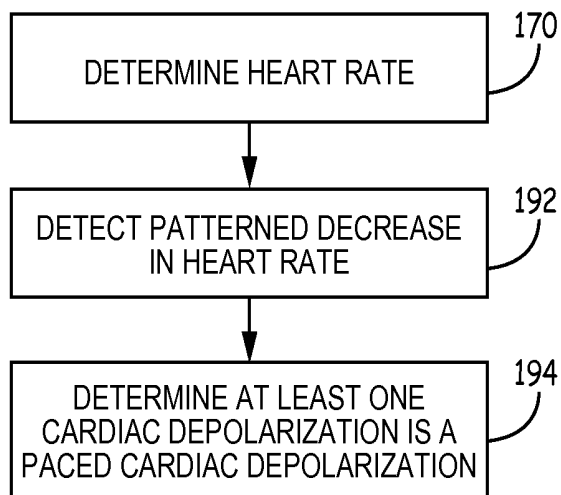 170
DETERMINE HEART RATE
192
DETECT PATTERNED DECREASE
IN HEART RATE
194
DETERMINE AT LEAST ONE
CARDIAC DEPOLARIZATION IS A
PACED CARDIAC DEPOLARIZATION